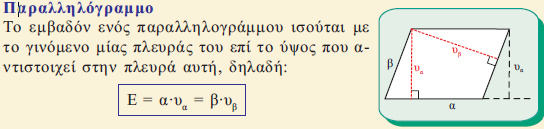 Παραλληλόγραμμο
Το εμβαδόν ενός παραλληλογράμμου ισούται με
το γινόμενο μίας πλευράς του επί το ύψος που α-
ντιστοιχεί στην πλευρά αυτή, δηλαδή:
Ε = α·υα = β·υβ
β
υα
υβ
υα
α